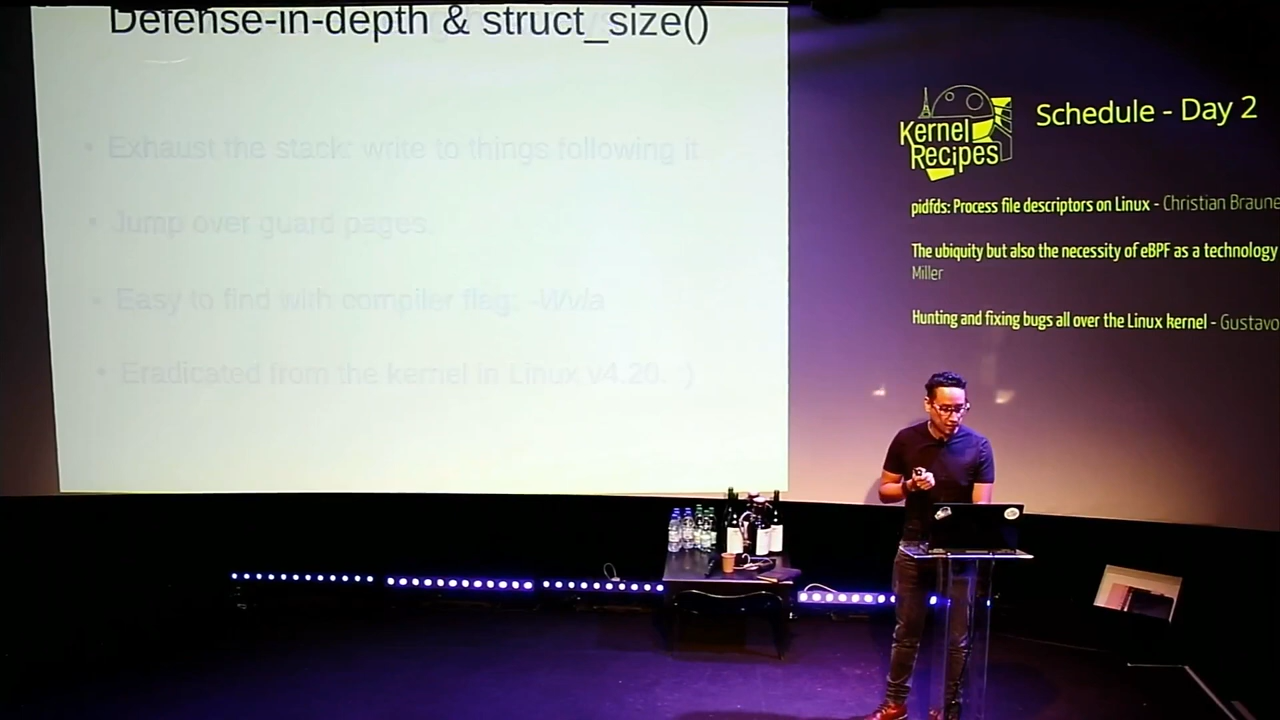 Defense-in-depth & struct_size()
• Exhaust the stack: write to things following it.
• Jump over guard pages.
• Easy to find with compiler flag: -Wvla
• Eradicated from the kernel in Linux v4.20. :)
Kernel
Recipes
Schedule - Day 2
pidfds: Process file descriptors on Linux - Christian Braune
The ubiquity but also the necessity of eBPF as a technology
Miller
Hunting and fixing bugs all over the Linux kernel - Gustavo